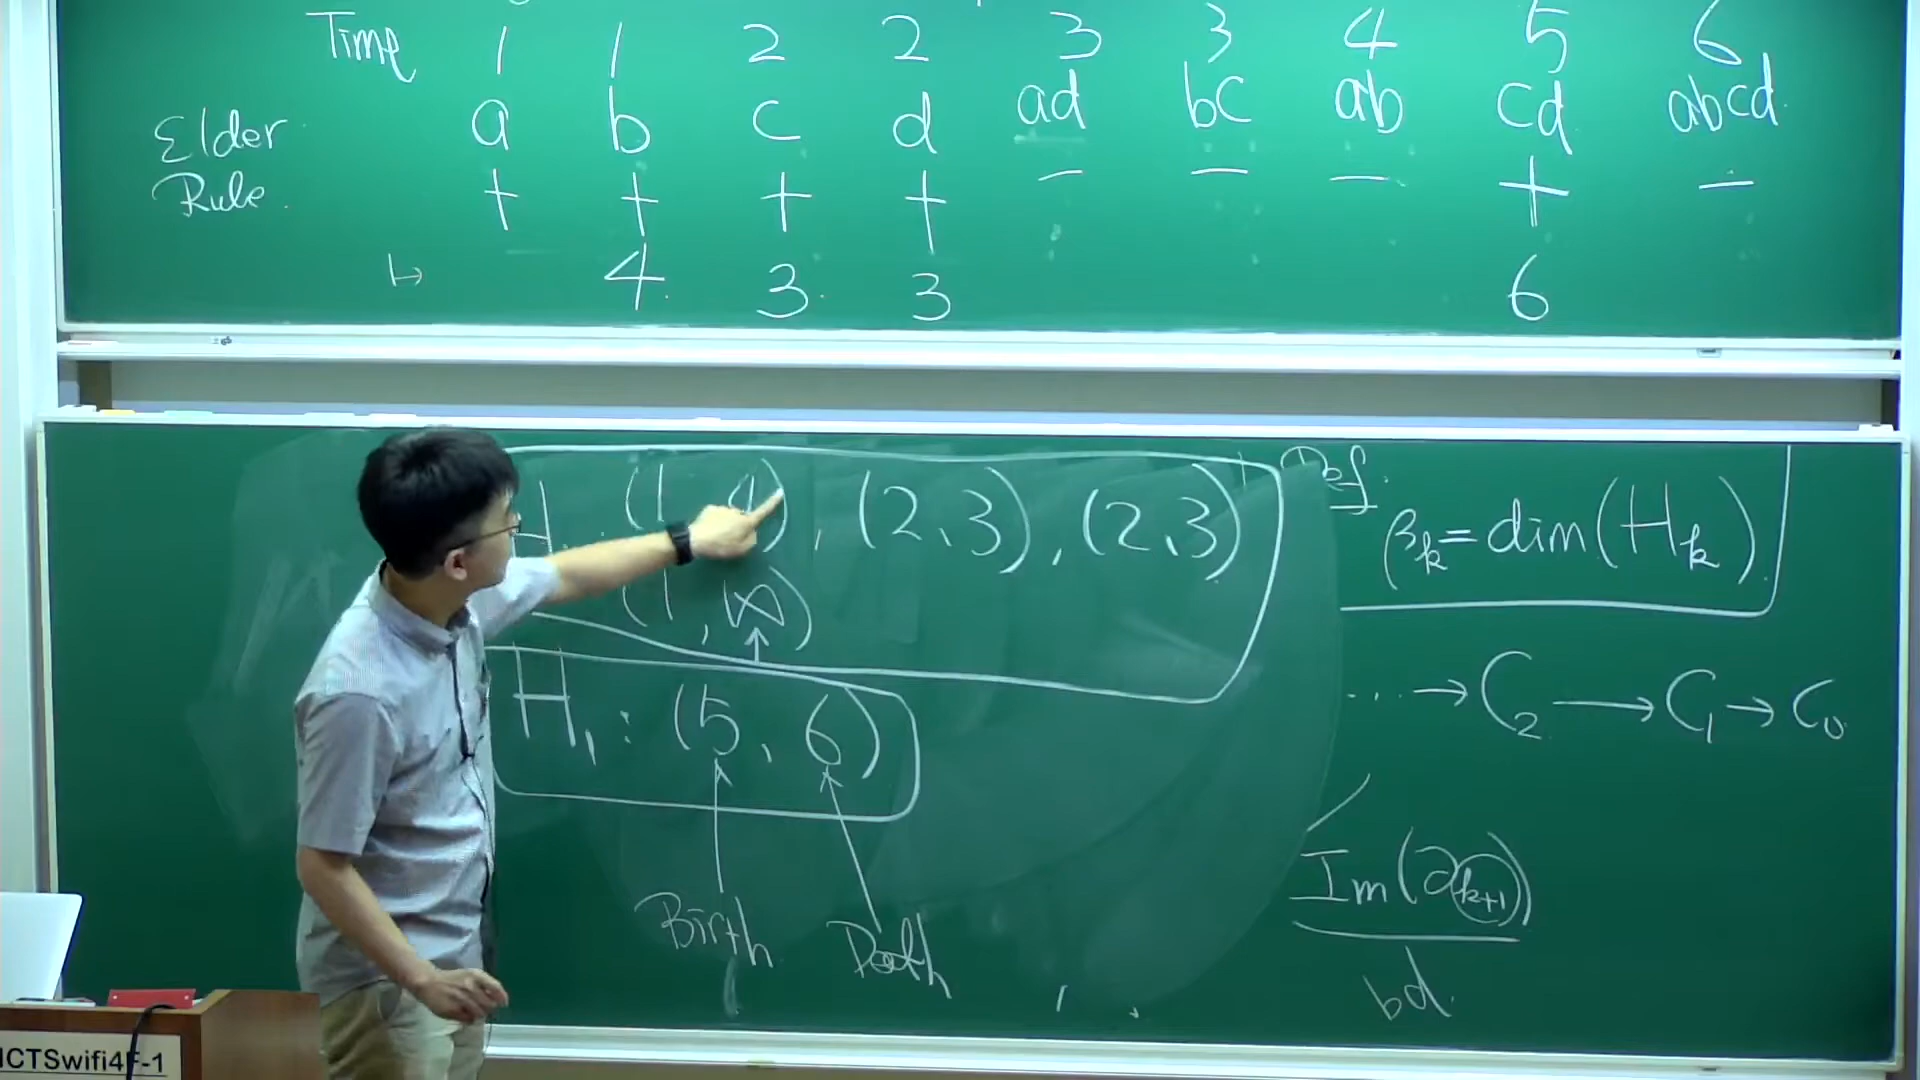 Time 1 1 2 2 3 3 4 5 6
a b c d ad bc ab cd abcd
Elder
Rule
+ + + + − − − + −
↦ 4 3 3 6
H : (1, 4), (2,3), (2,3)
(1, ∞)
H₁ : (5, 6)
Birth Death
Def.
βₖ = dim(Hₖ)
... → C₂ → C₁ → C₀
Im(∂ₖ₊₁)
bd.
ICTSwifi4F-1